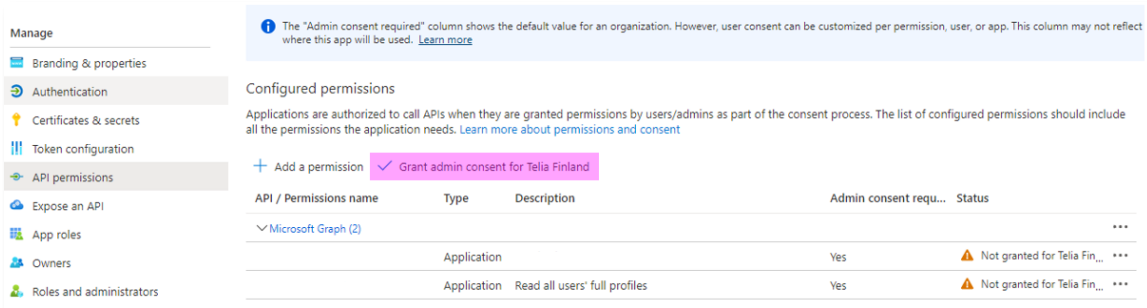 Manage
Branding & properties
Authentication
Certificates & secrets
Token configuration
API permissions
Expose an API
App roles
Owners
Roles and administrators
The "Admin consent required" column shows the default value for an organization. However, user consent can be customized per permission, user, or app. This column may not reflect
where this app will be used. Learn more
Configured permissions
Applications are authorized to call APIs when they are granted permissions by users/admins as part of the consent process. The list of configured permissions should include
all the permissions the application needs. Learn more about permissions and consent
Add a permission Grant admin consent for Telia Finland
API / Permissions name Type Description Admin consent requ... Status
Microsoft Graph (2) ...
Application Yes Not granted for Telia Fin... ...
Application Read all users' full profiles Yes Not granted for Telia Fin... ...